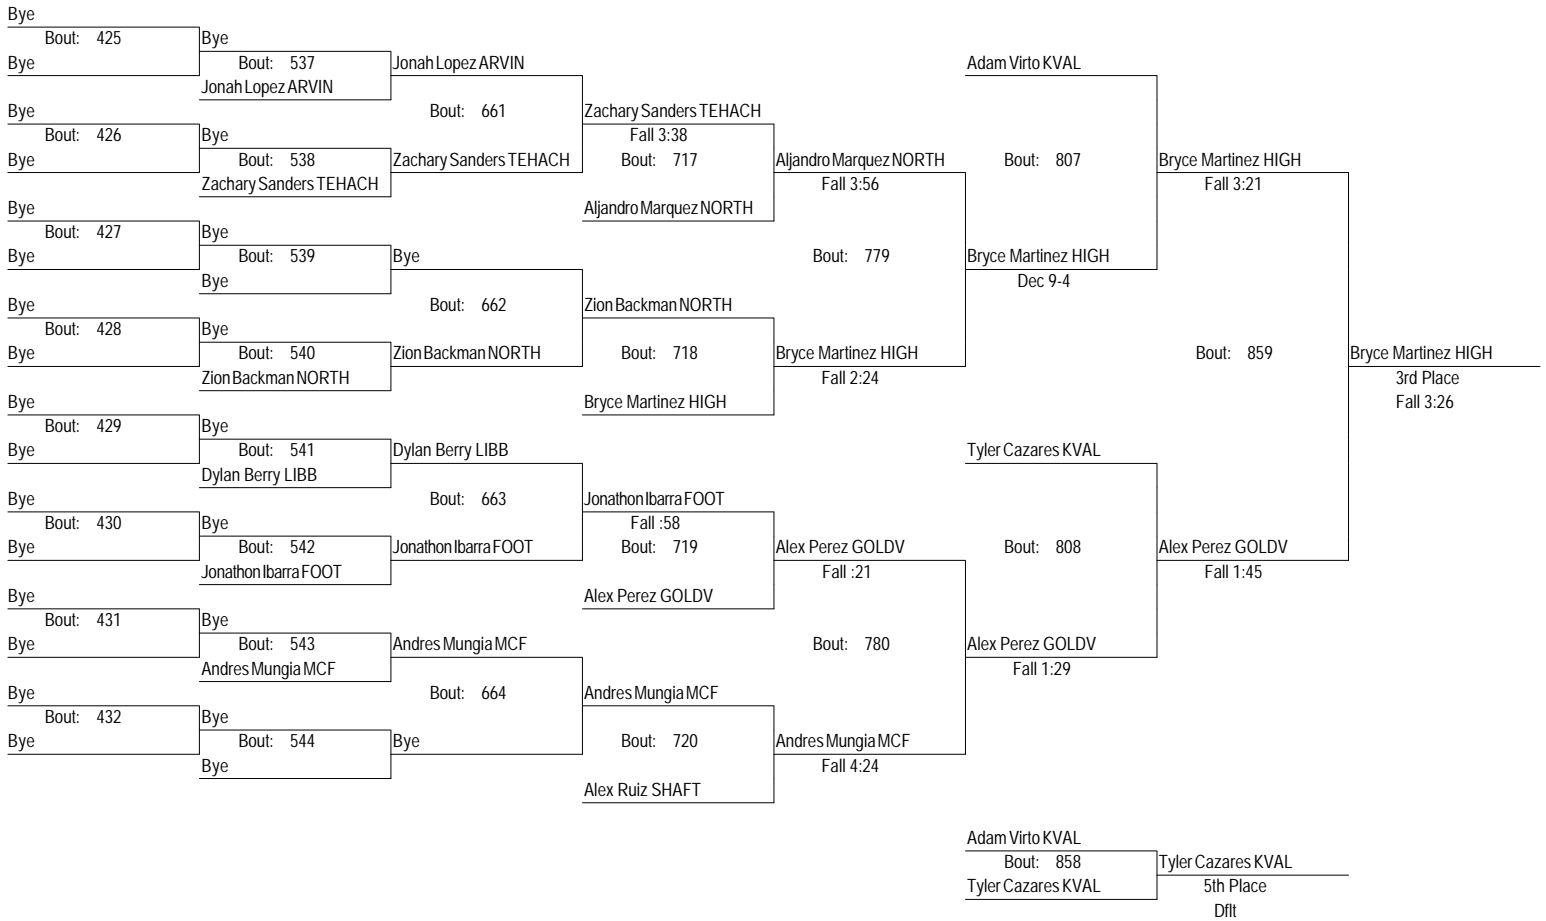 Bye
Bout: 425
Bye
Bye
Bout: 537
Jonah Lopez ARVIN
Jonah Lopez ARVIN
Bye
Bout: 426
Bye
Bye
Bout: 538
Zachary Sanders TEHACH
Bout: 661
Zachary Sanders TEHACH
Zachary Sanders TEHACH
Fall 3:38
Bout: 717
Aljandro Marquez NORTH
Aljandro Marquez NORTH
Fall 3:56
Bye
Bout: 427
Bye
Bye
Bout: 539
Bye
Bye
Bout: 662
Bye
Bout: 428
Bye
Bye
Bout: 540
Zion Backman NORTH
Zion Backman NORTH
Zion Backman NORTH
Bout: 718
Bryce Martinez HIGH
Bryce Martinez HIGH
Fall 2:24
Bout: 779
Bryce Martinez HIGH
Dec 9-4
Adam Virto KVAL
Bout: 807
Bryce Martinez HIGH
Fall 3:21
Bye
Bout: 429
Bye
Bye
Bout: 541
Dylan Berry LIBB
Dylan Berry LIBB
Bout: 663
Bye
Bout: 430
Bye
Bye
Bout: 542
Jonathon Ibarra FOOT
Jonathon Ibarra FOOT
Jonathon Ibarra FOOT
Fall :58
Bout: 719
Alex Perez GOLDV
Alex Perez GOLDV
Fall :21
Bye
Bout: 431
Bye
Bye
Bout: 543
Andres Mungia MCF
Andres Mungia MCF
Bout: 664
Bye
Bout: 432
Bye
Bye
Bout: 544
Bye
Bye
Andres Mungia MCF
Bout: 720
Alex Ruiz SHAFT
Andres Mungia MCF
Fall 4:24
Bout: 780
Alex Perez GOLDV
Fall 1:29
Tyler Cazares KVAL
Bout: 808
Alex Perez GOLDV
Fall 1:45
Bout: 859
Bryce Martinez HIGH
3rd Place
Fall 3:26
Adam Virto KVAL
Bout: 858
Tyler Cazares KVAL
Tyler Cazares KVAL
5th Place
Dflt